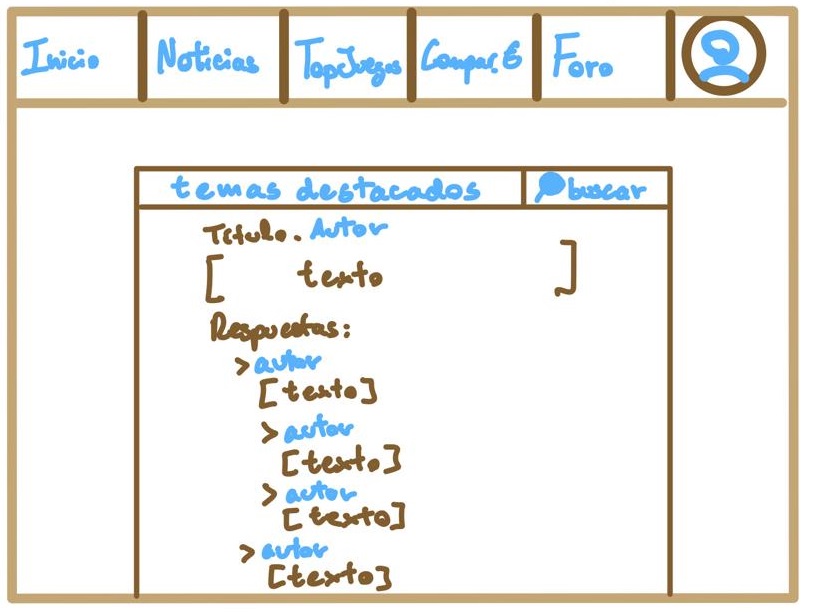 Inicio Noticias TopJuegos Compar.G Foro
temas destacados buscar
Título. Autor
[ texto ]
Respuestas:
> autor
[texto]
> autor
[texto]
> autor
[texto]
> autor
[texto]